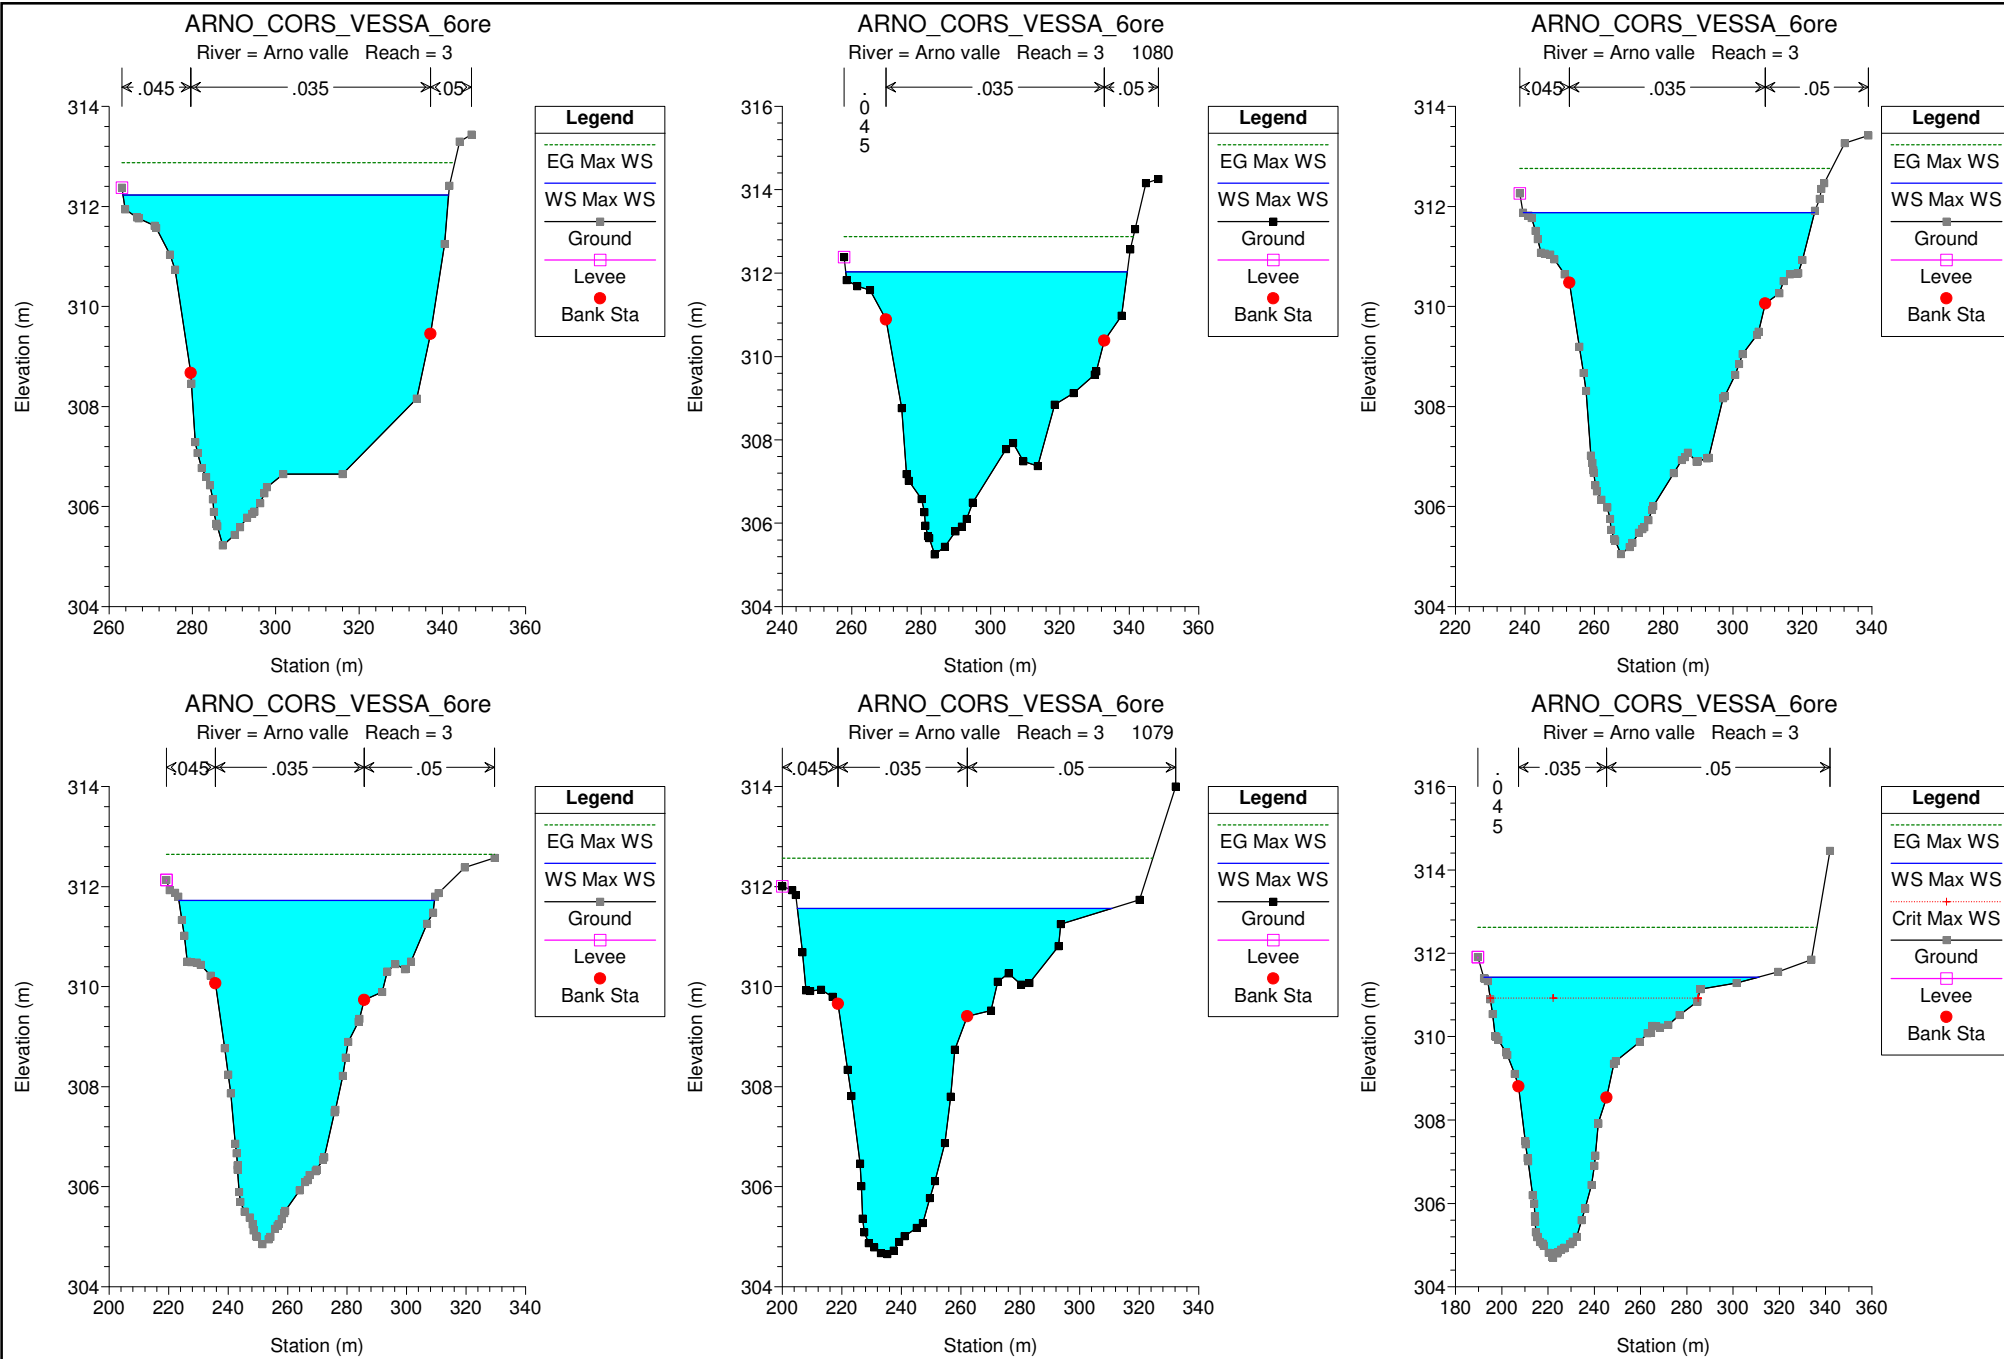 ARNO_CORS_VESSA_6ore
River = Arno valle Reach = 3
.045
.035
.05
Legend
EG Max WS
WS Max WS
Ground
Levee
Bank Sta
Elevation (m)
314
312
310
308
306
304
260 280 300 320 340 360
Station (m)
ARNO_CORS_VESSA_6ore
River = Arno valle Reach = 3 1080
.
0
4
5
.035
.05
Legend
EG Max WS
WS Max WS
Ground
Levee
Bank Sta
Elevation (m)
316
314
312
310
308
306
304
240 260 280 300 320 340 360
Station (m)
ARNO_CORS_VESSA_6ore
River = Arno valle Reach = 3
.045
.035
.05
Legend
EG Max WS
WS Max WS
Ground
Levee
Bank Sta
Elevation (m)
314
312
310
308
306
304
220 240 260 280 300 320 340
Station (m)
ARNO_CORS_VESSA_6ore
River = Arno valle Reach = 3
.045
.035
.05
Legend
EG Max WS
WS Max WS
Ground
Levee
Bank Sta
Elevation (m)
314
312
310
308
306
304
200 220 240 260 280 300 320 340
Station (m)
ARNO_CORS_VESSA_6ore
River = Arno valle Reach = 3 1079
.045
.035
.05
Legend
EG Max WS
WS Max WS
Ground
Levee
Bank Sta
Elevation (m)
314
312
310
308
306
304
200 220 240 260 280 300 320 340
Station (m)
ARNO_CORS_VESSA_6ore
River = Arno valle Reach = 3
.
0
4
5
.035
.05
Legend
EG Max WS
WS Max WS
Crit Max WS
Ground
Levee
Bank Sta
Elevation (m)
316
314
312
310
308
306
304
180 200 220 240 260 280 300 320 340 360
Station (m)